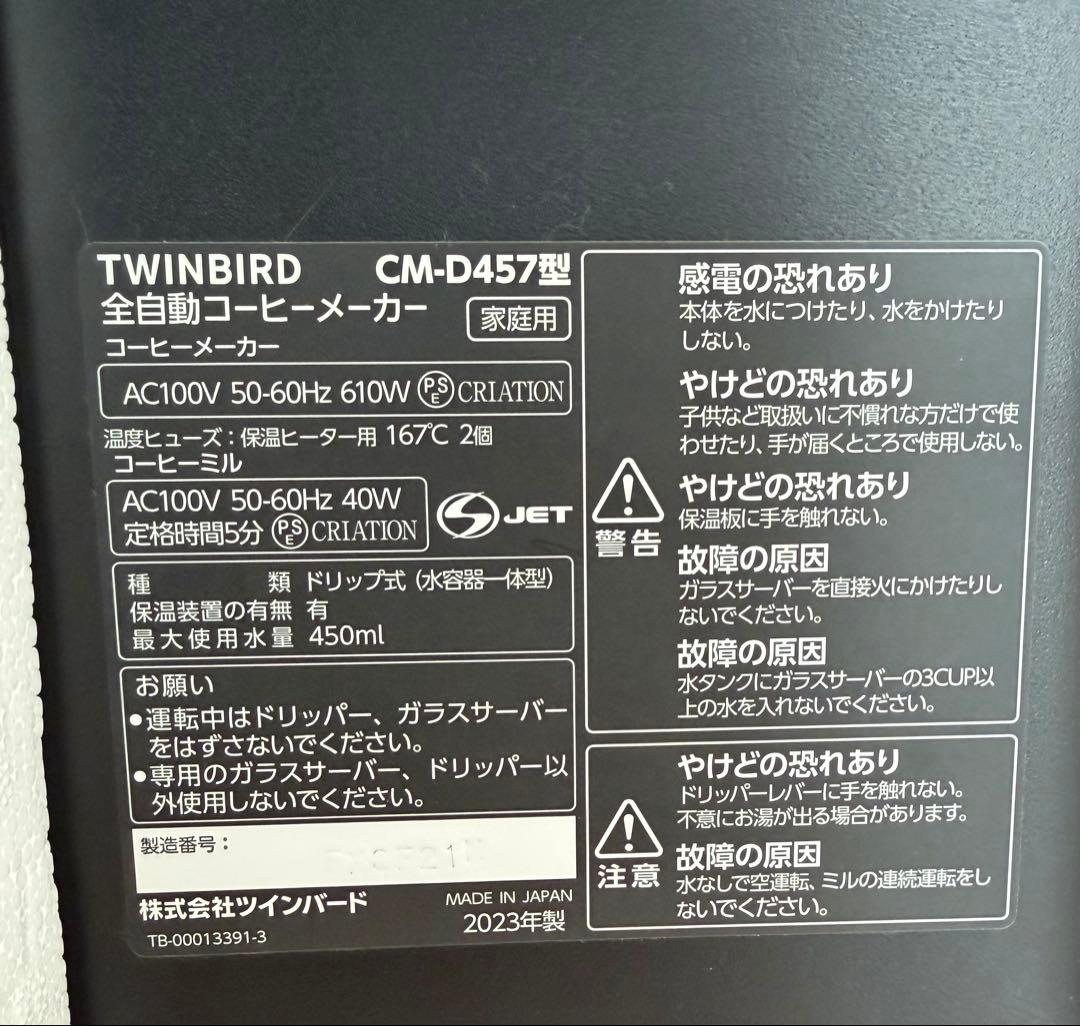 TWINBIRD CM-D457型
全自動コーヒーメーカー 家庭用
コーヒーメーカー
AC100V 50-60Hz 610W PSE CRIATION
温度ヒューズ：保温ヒーター用 167℃ 2個
コーヒーミル
AC100V 50-60Hz 40W
定格時間5分 PSE CRIATION
S JET
種 類 ドリップ式（水容器一体型）
保温装置の有無 有
最大使用水量 450ml
お願い
●運転中はドリッパー、ガラスサーバー
をはずさないでください。
●専用のガラスサーバー、ドリッパー以
外使用しないでください。
製造番号：
株式会社ツインバード
MADE IN JAPAN
2023年製
TB-00013391-3
警告
感電の恐れあり
本体を水につけたり、水をかけたり
しない。
やけどの恐れあり
子供など取扱いに不慣れな方だけで使
わせたり、手が届くところで使用しない。
やけどの恐れあり
保温板に手を触れない。
故障の原因
ガラスサーバーを直接火にかけたりし
ないでください。
故障の原因
水タンクにガラスサーバーの3CUP以
上の水を入れないでください。
注意
やけどの恐れあり
ドリッパーレバーに手を触れない。
不意にお湯が出る場合があります。
故障の原因
水なしで空運転、ミルの連続運転をし
ないでください。